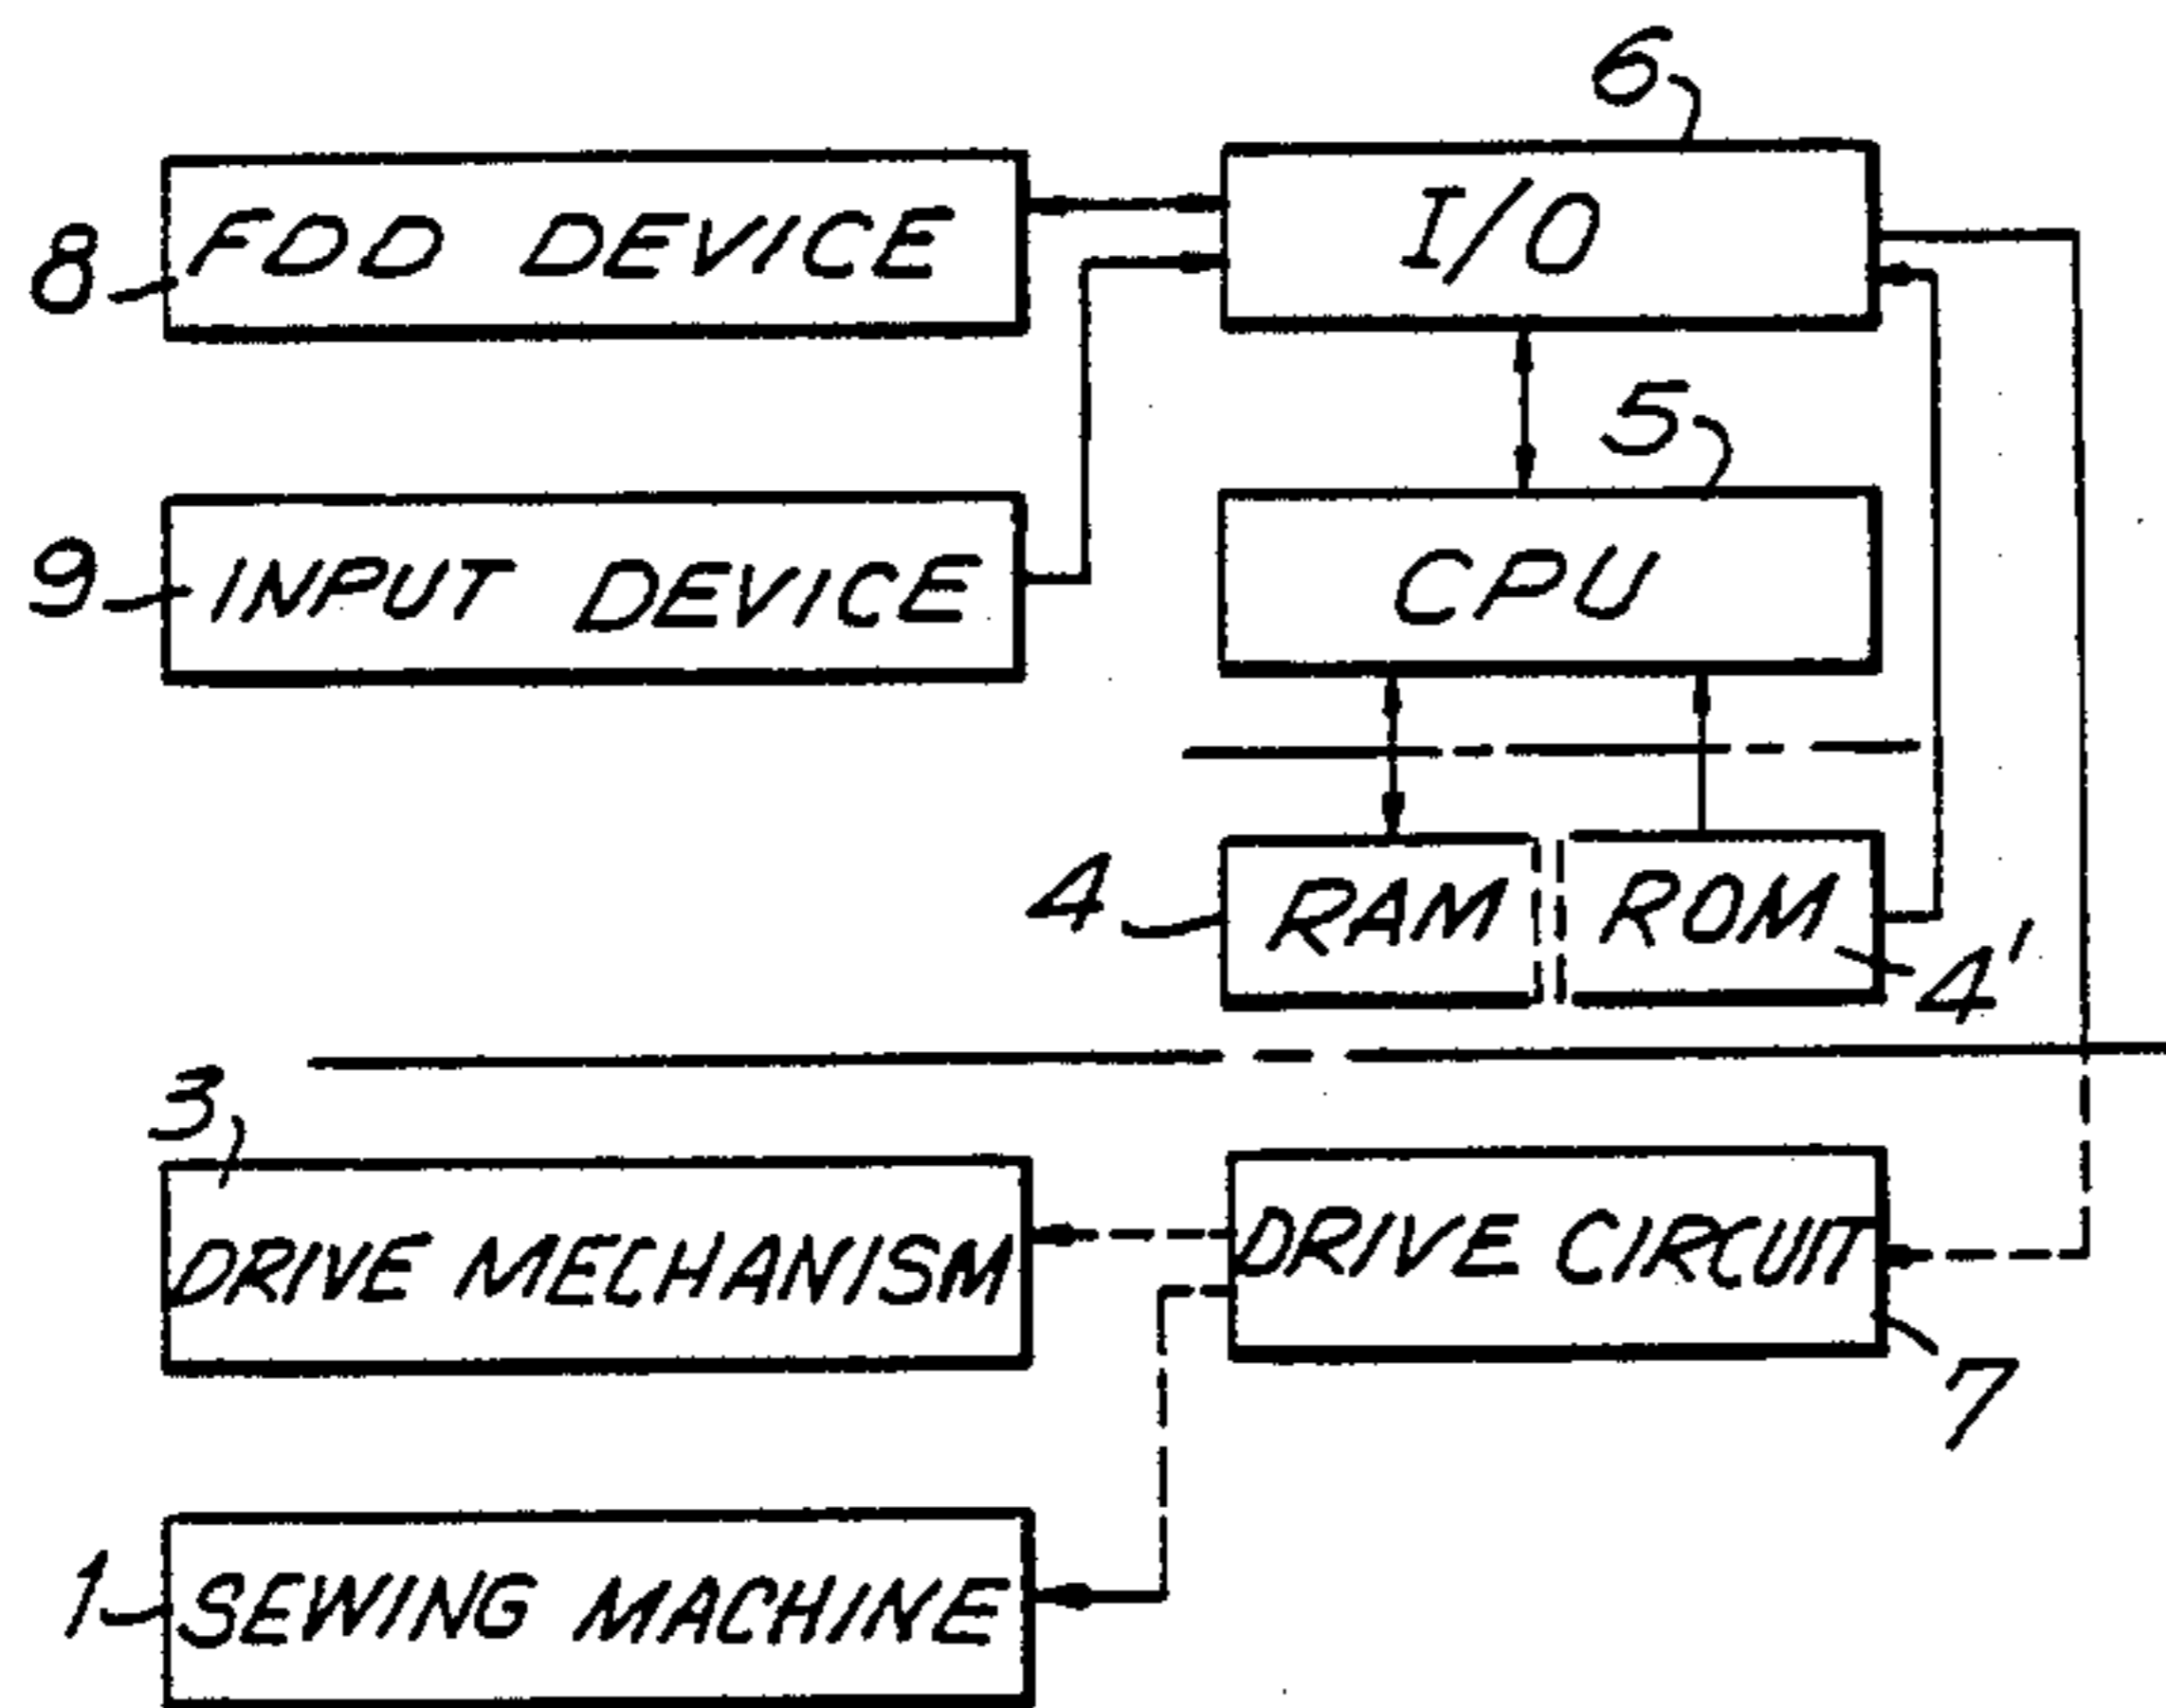 6
8 FDD DEVICE I/O
5
9 INPUT DEVICE CPU
4 RAM ROM 4'
3
DRIVE MECHANISM DRIVE CIRCUIT
7
1 SEWING MACHINE